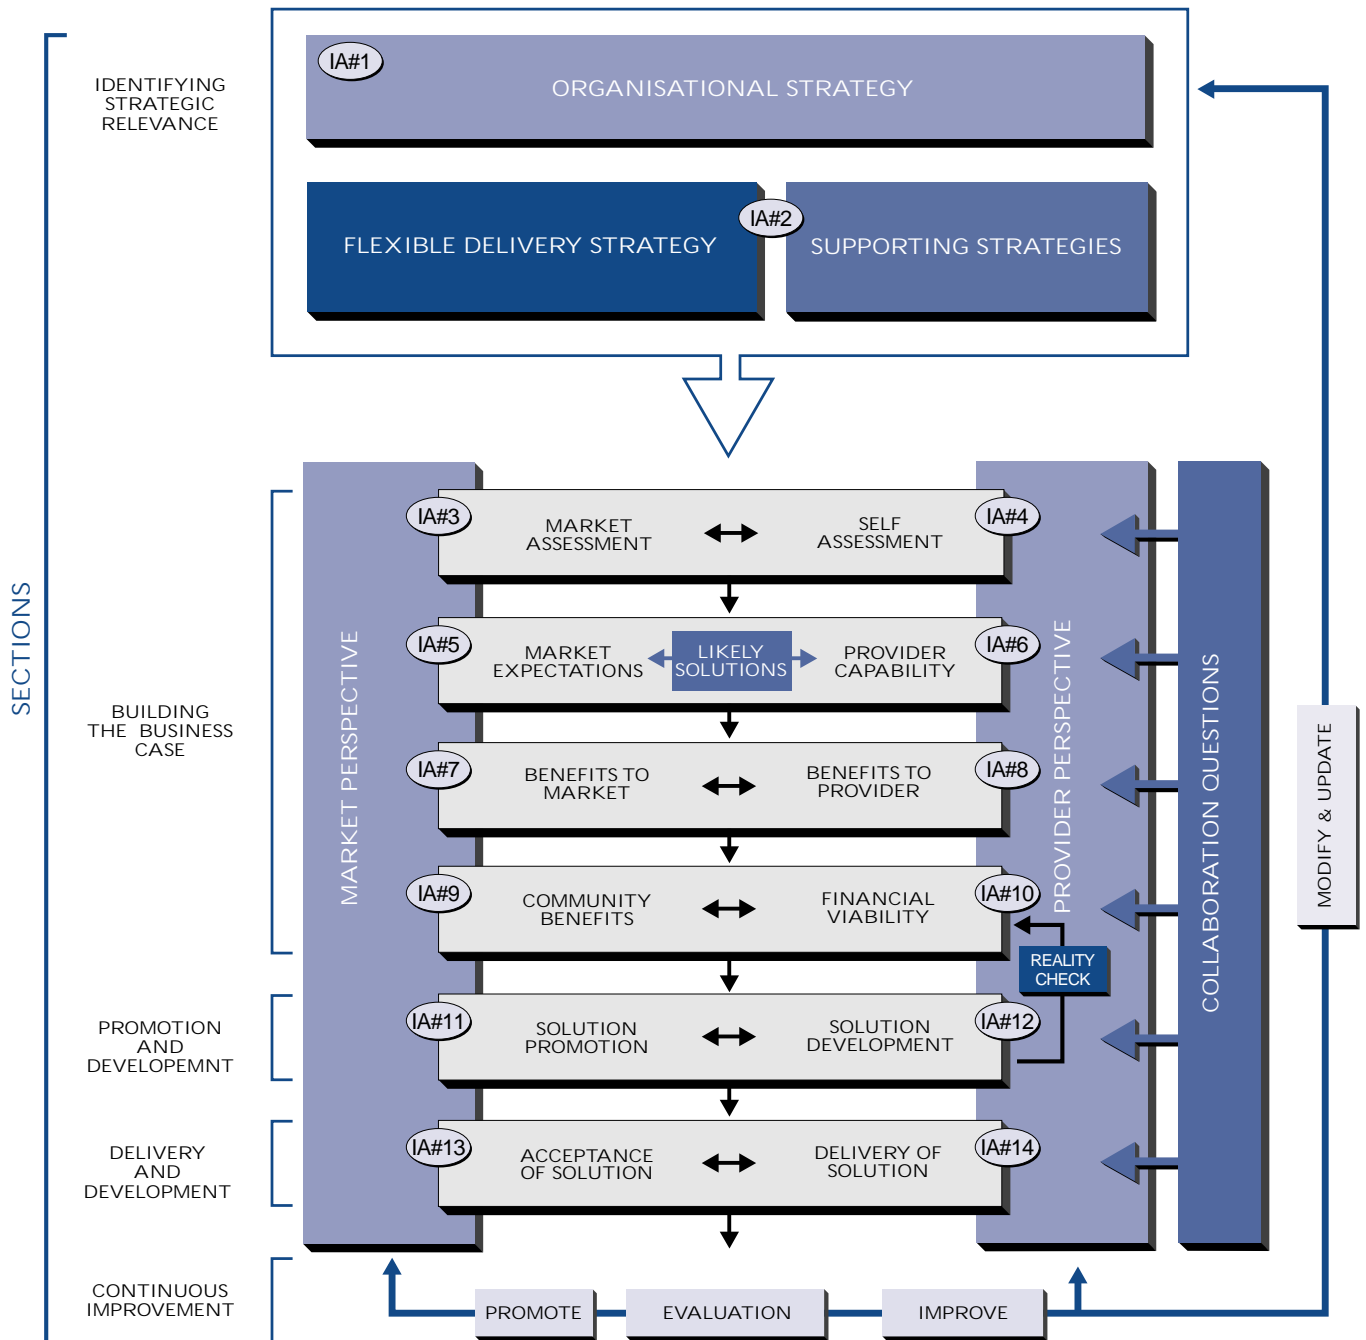 IA#1
ORGANISATIONAL STRATEGY
IDENTIFYING
STRATEGIC
RELEVANCE
IA#2
FLEXIBLE DELIVERY STRATEGY
SUPPORTING STRATEGIES
SECTIONS
MARKET PERSPECTIVE
PROVIDER PERSPECTIVE
COLLABORATION QUESTIONS
MODIFY & UPDATE
BUILDING
THE BUSINESS
CASE
IA#3
MARKET
ASSESSMENT
SELF
ASSESSMENT
IA#4
IA#5
MARKET
EXPECTATIONS
LIKELY
SOLUTIONS
PROVIDER
CAPABILITY
IA#6
IA#7
BENEFITS TO
MARKET
BENEFITS TO
PROVIDER
IA#8
IA#9
COMMUNITY
BENEFITS
FINANCIAL
VIABILITY
IA#10
REALITY
CHECK
PROMOTION
AND
DEVELOPEMNT
IA#11
SOLUTION
PROMOTION
SOLUTION
DEVELOPMENT
IA#12
DELIVERY
AND
DEVELOPMENT
IA#13
ACCEPTANCE
OF SOLUTION
DELIVERY OF
SOLUTION
IA#14
CONTINUOUS
IMPROVEMENT
PROMOTE
EVALUATION
IMPROVE